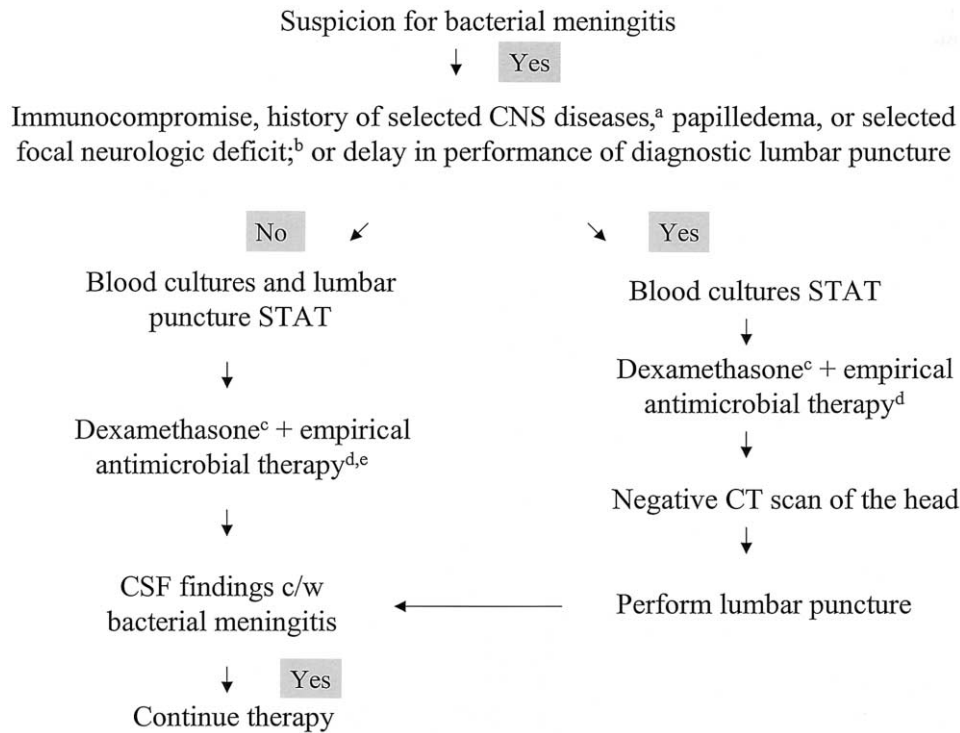 Suspicion for bacterial meningitis
Yes
Immunocompromise, history of selected CNS diseases,ᵃ papilledema, or selected
focal neurologic deficit;ᵇ or delay in performance of diagnostic lumbar puncture
No
Blood cultures and lumbar
puncture STAT
Dexamethasoneᶜ + empirical
antimicrobial therapyᵈ,ᵉ
CSF findings c/w
bacterial meningitis
Yes
Continue therapy
Yes
Blood cultures STAT
Dexamethasoneᶜ + empirical
antimicrobial therapyᵈ
Negative CT scan of the head
Perform lumbar puncture